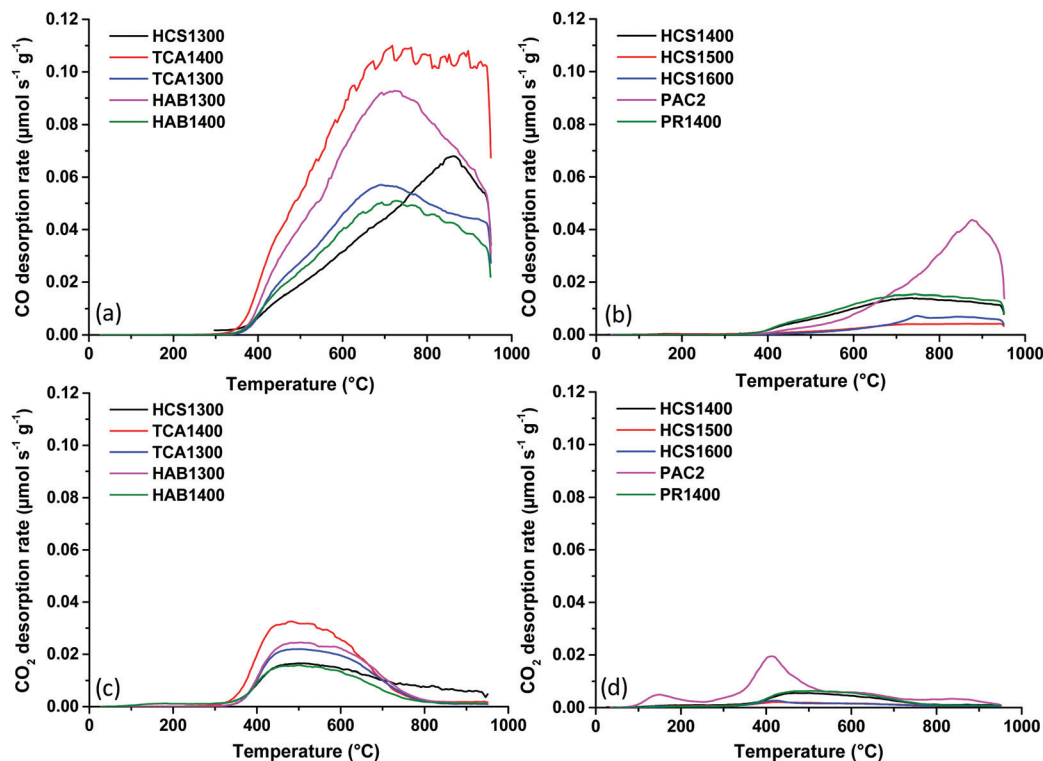 0.12
0.10
0.08
0.06
0.04
0.02
0.00
CO desorption rate (μmol s⁻¹ g⁻¹)
HCS1300
TCA1400
TCA1300
HAB1300
HAB1400
(a)
0 200 400 600 800 1000
Temperature (°C)
0.12
0.10
0.08
0.06
0.04
0.02
0.00
CO desorption rate (μmol s⁻¹ g⁻¹)
HCS1400
HCS1500
HCS1600
PAC2
PR1400
(b)
0 200 400 600 800 1000
Temperature (°C)
0.12
0.10
0.08
0.06
0.04
0.02
0.00
CO₂ desorption rate (μmol s⁻¹ g⁻¹)
HCS1300
TCA1400
TCA1300
HAB1300
HAB1400
(c)
0 200 400 600 800 1000
Temperature (°C)
0.12
0.10
0.08
0.06
0.04
0.02
0.00
CO₂ desorption rate (μmol s⁻¹ g⁻¹)
HCS1400
HCS1500
HCS1600
PAC2
PR1400
(d)
0 200 400 600 800 1000
Temperature (°C)